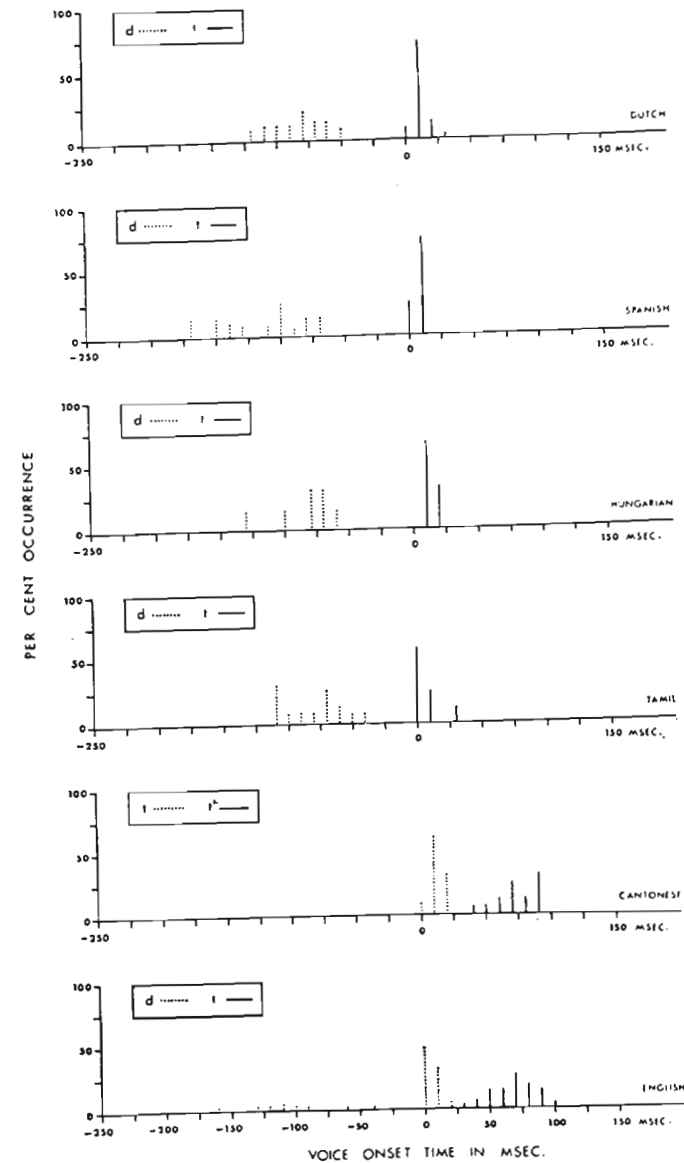 100
d ........ t ——
50
DUTCH
0
-250 0 150 MSEC.
100
d ........ t ——
50
SPANISH
0
-250 0 150 MSEC.
100
d ........ t ——
50
HUNGARIAN
0
-250 0 150 MSEC.
PER CENT OCCURRENCE
100
d ........ t ——
50
TAMIL
0
-250 0 150 MSEC.
100
t ........ tʰ ——
50
CANTONESE
0
-250 0 150 MSEC.
100
d ........ t ——
50
ENGLISH
0
-250 -200 -150 -100 -50 0 50 100 150 MSEC.
VOICE ONSET TIME IN MSEC.